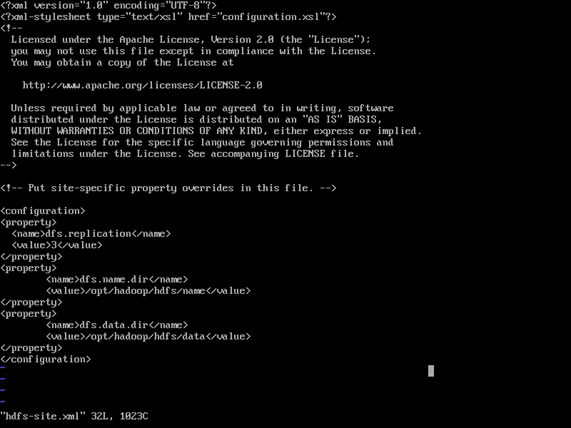 <?xml version="1.0" encoding="UTF-8"?>
<?xml-stylesheet type="text/xsl" href="configuration.xsl"?>
<!--
  Licensed under the Apache License, Version 2.0 (the "License");
  you may not use this file except in compliance with the License.
  You may obtain a copy of the License at

    http://www.apache.org/licenses/LICENSE-2.0

  Unless required by applicable law or agreed to in writing, software
  distributed under the License is distributed on an "AS IS" BASIS,
  WITHOUT WARRANTIES OR CONDITIONS OF ANY KIND, either express or implied.
  See the License for the specific language governing permissions and
  limitations under the License. See accompanying LICENSE file.
-->

<!-- Put site-specific property overrides in this file. -->

<configuration>
<property>
  <name>dfs.replication</name>
  <value>3</value>
</property>
<property>
        <name>dfs.name.dir</name>
        <value>/opt/hadoop/hdfs/name</value>
</property>
<property>
        <name>dfs.data.dir</name>
        <value>/opt/hadoop/hdfs/data</value>
</property>
</configuration>
~
~
~
~
"hdfs-site.xml" 32L, 1023C